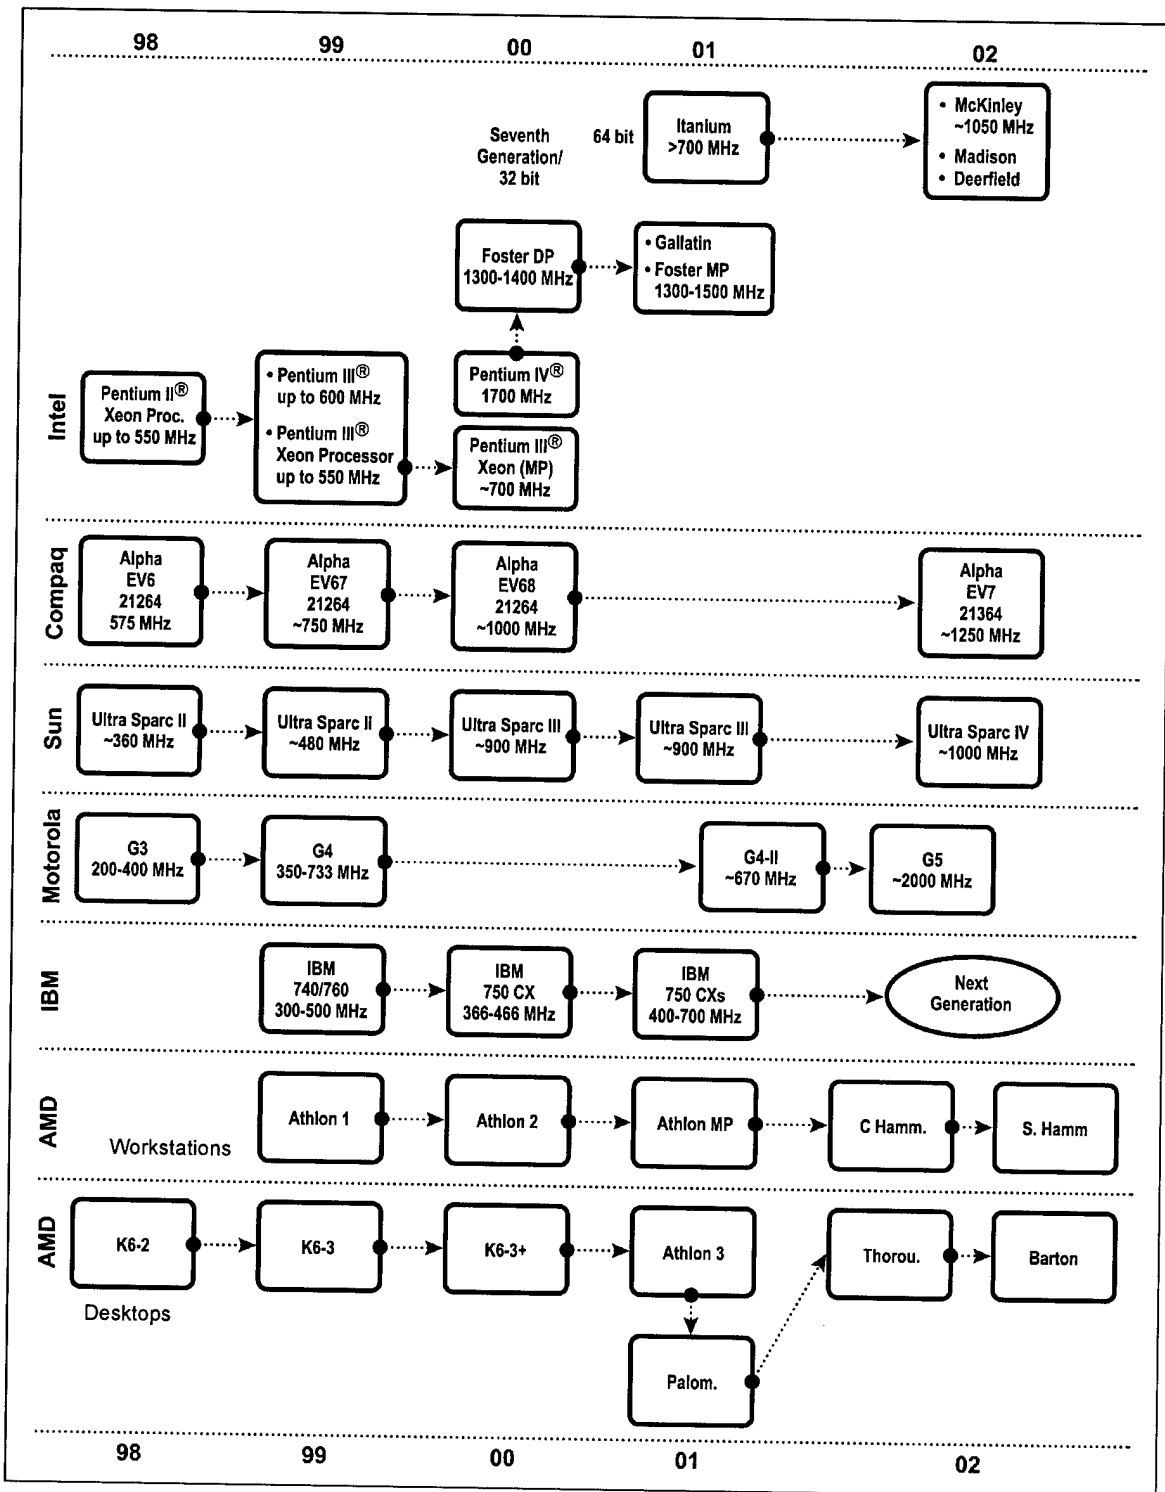 98 99 00 01 02
Itanium
>700 MHz
• McKinley
~1050 MHz
• Madison
• Deerfield
Seventh
Generation/
32 bit
64 bit
Foster DP
1300-1400 MHz
• Gallatin
• Foster MP
1300-1500 MHz
Intel
Pentium II®
Xeon Proc.
up to 550 MHz
• Pentium III®
up to 600 MHz
• Pentium III®
Xeon Processor
up to 550 MHz
Pentium IV®
1700 MHz
Pentium III®
Xeon (MP)
~700 MHz
Compaq
Alpha
EV6
21264
575 MHz
Alpha
EV67
21264
~750 MHz
Alpha
EV68
21264
~1000 MHz
Alpha
EV7
21364
~1250 MHz
Sun
Ultra Sparc II
~360 MHz
Ultra Sparc II
~480 MHz
Ultra Sparc III
~900 MHz
Ultra Sparc III
~900 MHz
Ultra Sparc IV
~1000 MHz
Motorola
G3
200-400 MHz
G4
350-733 MHz
G4-II
~670 MHz
G5
~2000 MHz
IBM
IBM
740/760
300-500 MHz
IBM
750 CX
366-466 MHz
IBM
750 CXs
400-700 MHz
Next
Generation
AMD
Workstations
Athlon 1
Athlon 2
Athlon MP
C Hamm.
S. Hamm
AMD
Desktops
K6-2
K6-3
K6-3+
Athlon 3
Palom.
Thorou.
Barton
98 99 00 01 02